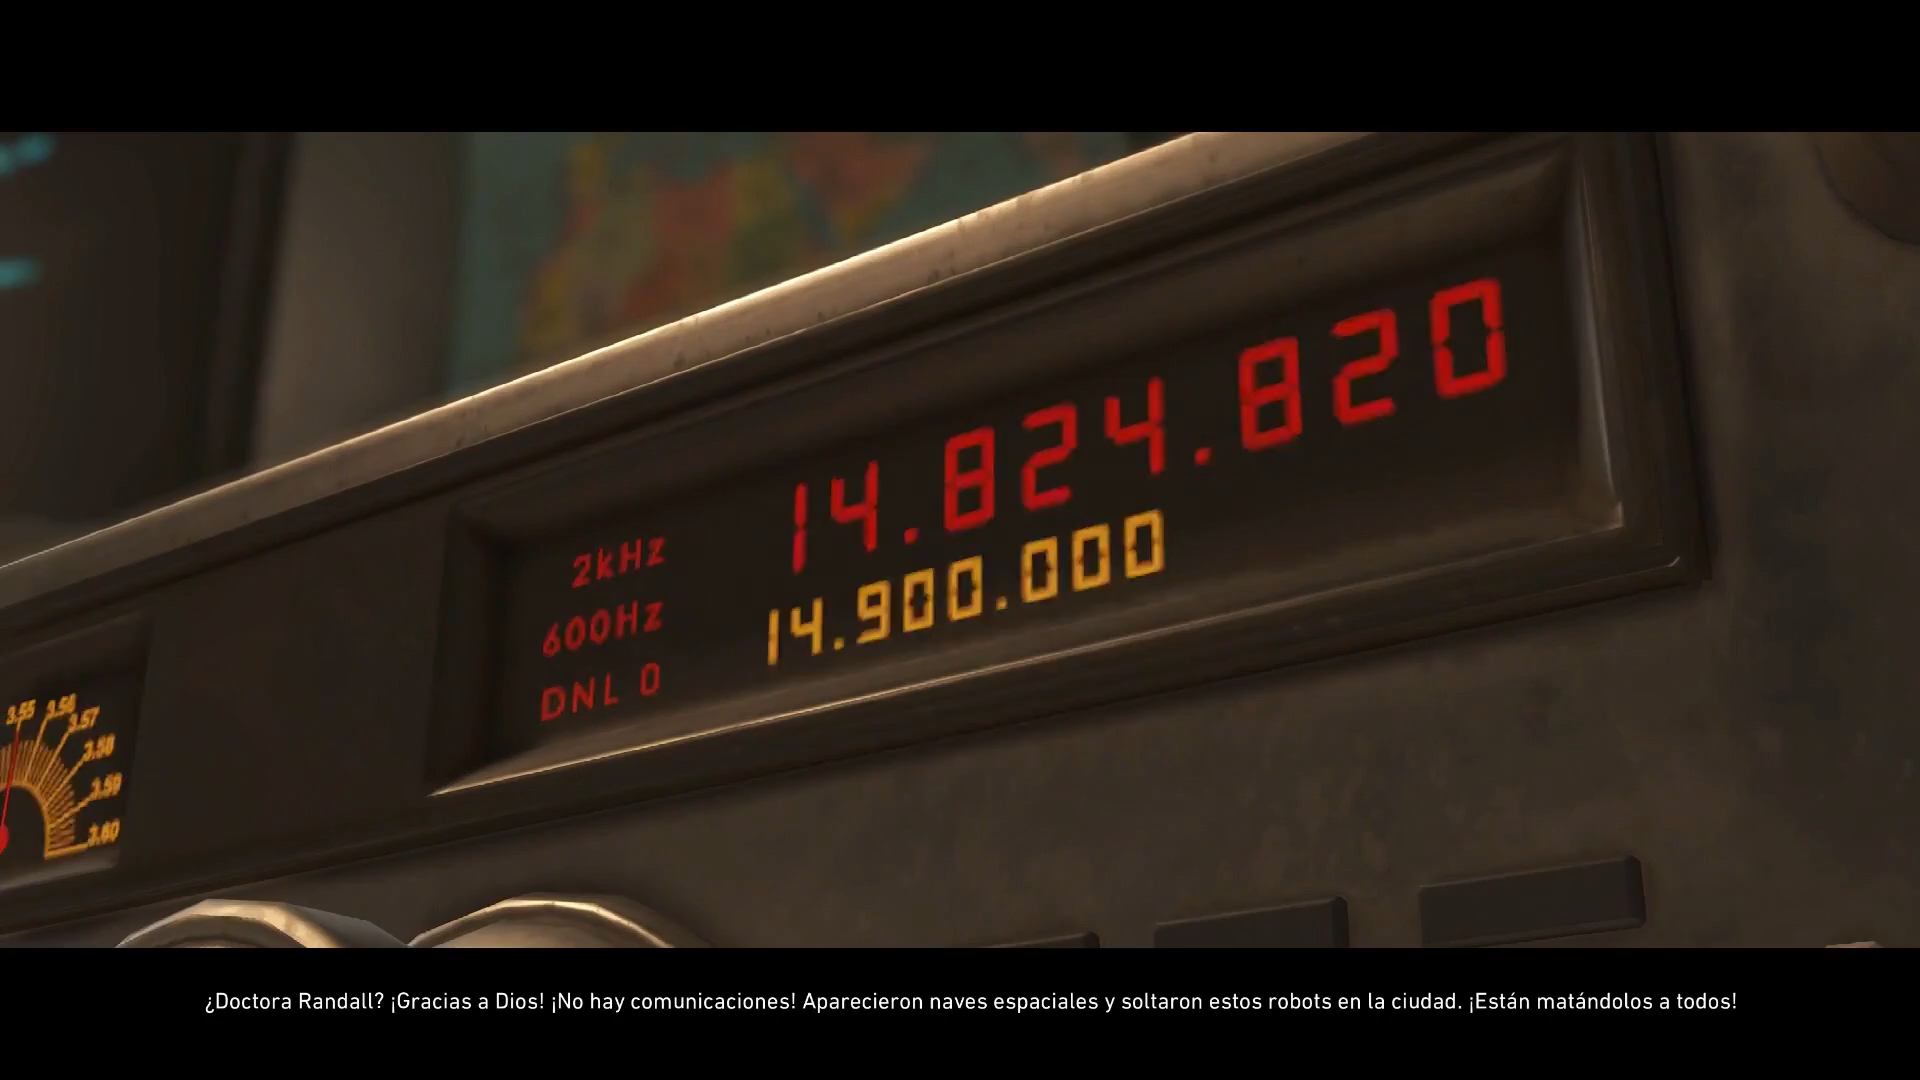 14.824.820
2kHz
14.900.000
600Hz
DNL 0
3.55
3.56
3.57
3.58
3.59
3.60
¿Doctora Randall? ¡Gracias a Dios! ¡No hay comunicaciones! Aparecieron naves espaciales y soltaron estos robots en la ciudad. ¡Están matándolos a todos!